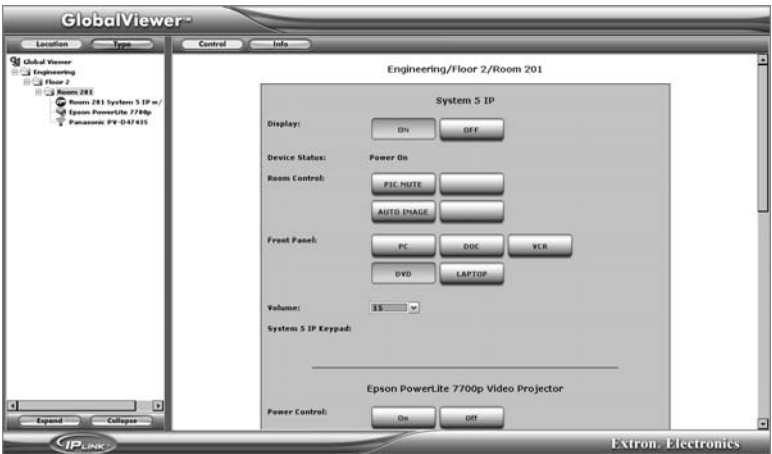 GlobalViewer™
Location Type Control Info
Global Viewer
Engineering
Floor 2
Room 201
Room 201 System 5 IP w/
Epson PowerLite 7700p
Panasonic PV-D4743S
Engineering/Floor 2/Room 201
System 5 IP
Display: ON OFF
Device Status: Power On
Room Control: PIC MUTE
AUTO IMAGE
Front Panel: PC DOC VCR
DVD LAPTOP
Volume: 15
System 5 IP Keypad:
Epson PowerLite 7700p Video Projector
Power Control: On Off
Expand Collapse
IP LINK
Extron. Electronics